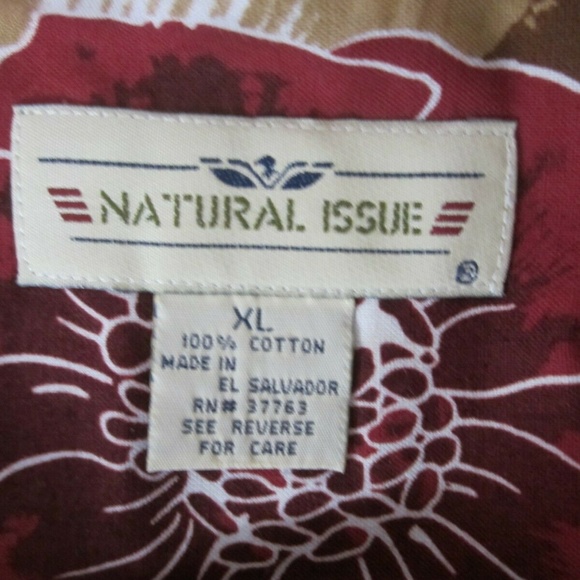 NATURAL ISSUE
®
XL
100% COTTON
MADE IN
EL SALVADOR
RN# 37763
SEE REVERSE
FOR CARE